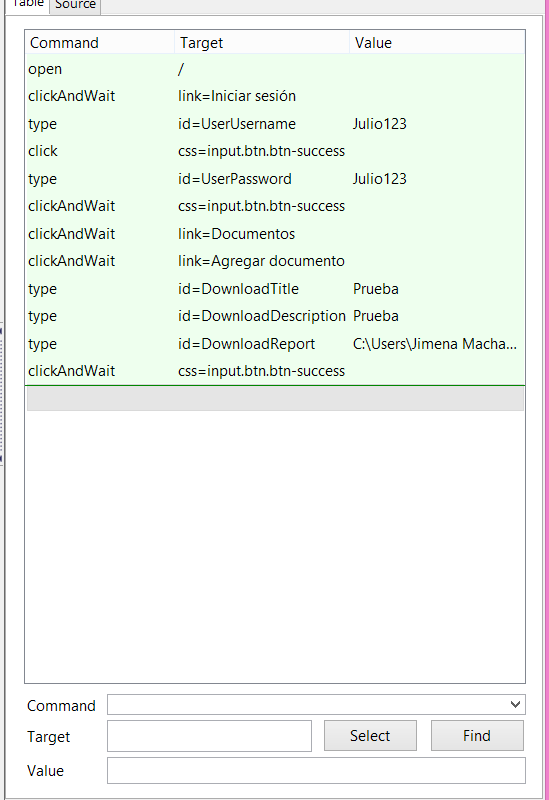 Table Source
Command Target Value
open /
clickAndWait link=Iniciar sesión
type id=UserUsername Julio123
click css=input.btn.btn-success
type id=UserPassword Julio123
clickAndWait css=input.btn.btn-success
clickAndWait link=Documentos
clickAndWait link=Agregar documento
type id=DownloadTitle Prueba
type id=DownloadDescription Prueba
type id=DownloadReport C:\Users\Jimena Macha...
clickAndWait css=input.btn.btn-success
Command
Target Select Find
Value